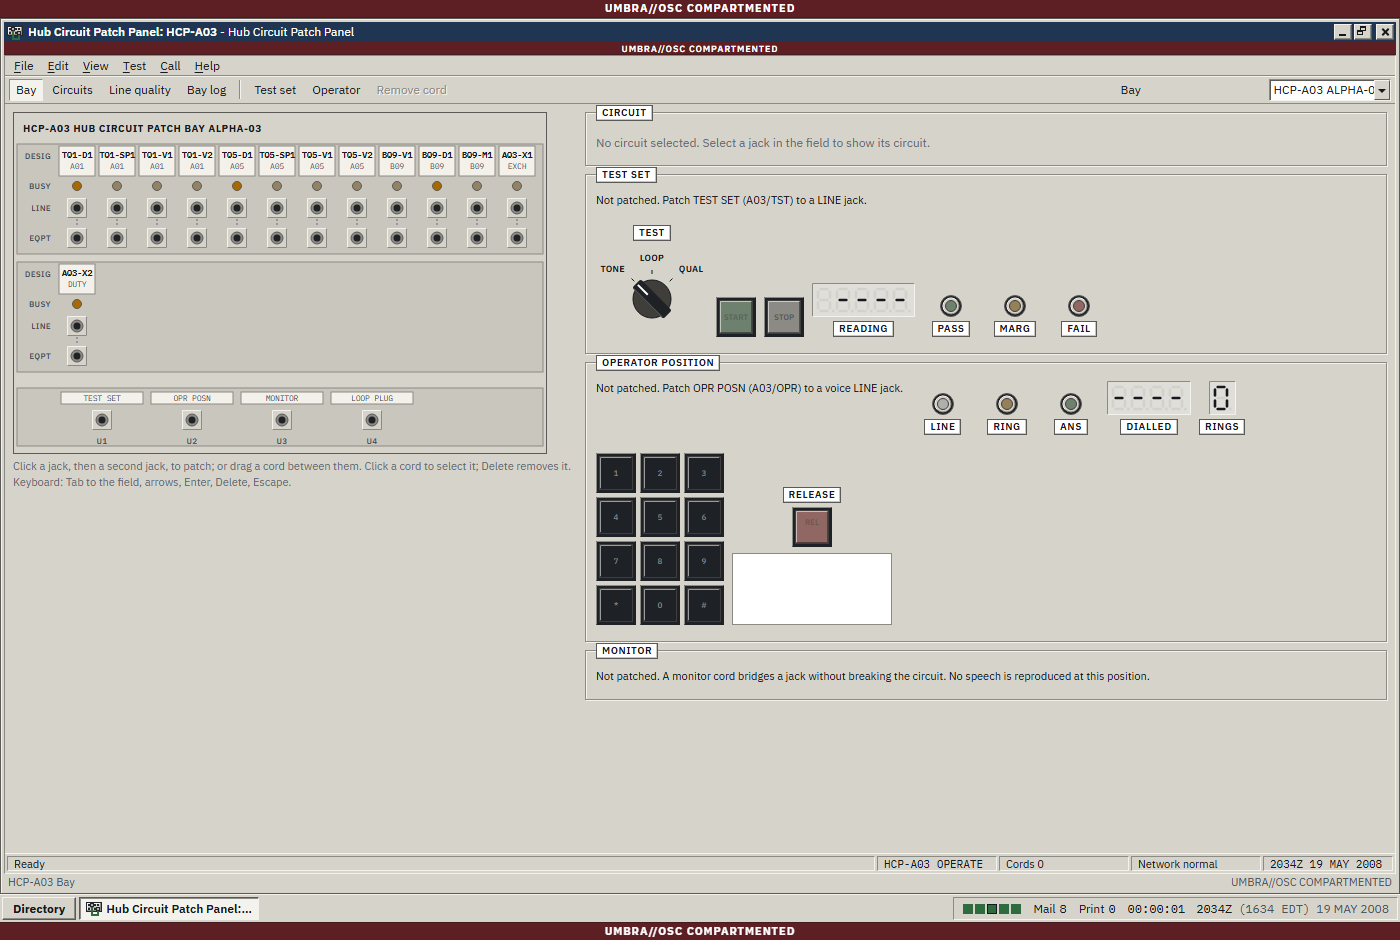 UMBRA//OSC COMPARTMENTED
Hub Circuit Patch Panel: HCP-A03 - Hub Circuit Patch Panel
UMBRA//OSC COMPARTMENTED
File Edit View Test Call Help
Bay Circuits Line quality Bay log Test set Operator Remove cord Bay HCP-A03 ALPHA-0
HCP-A03 HUB CIRCUIT PATCH BAY ALPHA-03
DESIG T01-D1 T01-SP1 T01-V1 T01-V2 T05-D1 T05-SP1 T05-V1 T05-V2 B09-V1 B09-D1 B09-M1 A03-X1
A01 A01 A01 A01 A05 A05 A05 A05 B09 B09 B09 EXCH
BUSY
LINE
EQPT
DESIG A03-X2
DUTY
BUSY
LINE
EQPT
TEST SET OPR POSN MONITOR LOOP PLUG
U1 U2 U3 U4
Click a jack, then a second jack, to patch; or drag a cord between them. Click a cord to select it; Delete removes it.
Keyboard: Tab to the field, arrows, Enter, Delete, Escape.
CIRCUIT
No circuit selected. Select a jack in the field to show its circuit.
TEST SET
Not patched. Patch TEST SET (A03/TST) to a LINE jack.
TEST
LOOP
TONE QUAL
START STOP ----
READING PASS MARG FAIL
OPERATOR POSITION
Not patched. Patch OPR POSN (A03/OPR) to a voice LINE jack.
---- 0
LINE RING ANS DIALLED RINGS
1 2 3
4 5 6
7 8 9
* 0 #
RELEASE
REL
MONITOR
Not patched. A monitor cord bridges a jack without breaking the circuit. No speech is reproduced at this position.
Ready HCP-A03 OPERATE Cords 0 Network normal 2034Z 19 MAY 2008
HCP-A03 Bay UMBRA//OSC COMPARTMENTED
Directory Hub Circuit Patch Panel:... Mail 8 Print 0 00:00:01 2034Z (1634 EDT) 19 MAY 2008
UMBRA//OSC COMPARTMENTED